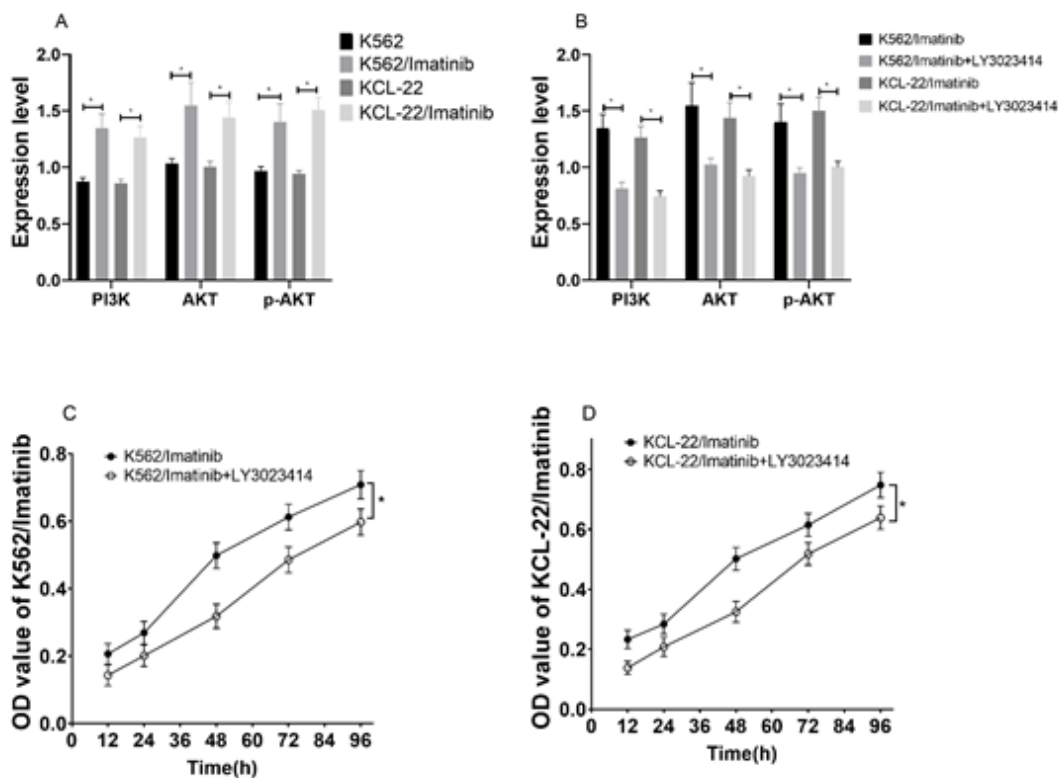 A
K562
K562/Imatinib
KCL-22
KCL-22/Imatinib
Expression level
2.0
1.5
1.0
0.5
0.0
* * * * * *
PI3K AKT p-AKT
B
K562/Imatinib
K562/Imatinib+LY3023414
KCL-22/Imatinib
KCL-22/Imatinib+LY3023414
Expression level
2.0
1.5
1.0
0.5
0.0
* * * * * *
PI3K AKT p-AKT
C
K562/Imatinib
K562/Imatinib+LY3023414
OD value of K562/Imatinib
0.8
0.6
0.4
0.2
0.0
*
0 12 24 36 48 60 72 84 96
Time(h)
D
KCL-22/Imatinib
KCL-22/Imatinib+LY3023414
OD value of KCL-22/Imatinib
0.8
0.6
0.4
0.2
0.0
*
0 12 24 36 48 60 72 84 96
Time(h)